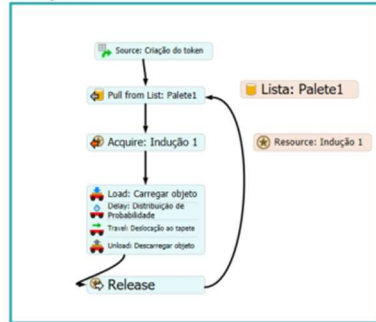 Source: Criação do token
Pull from List: Palete1
Lista: Palete1
Acquire: Indução 1
Resource: Indução 1
Load: Carregar objeto
Delay: Distribuição de
Probabilidade
Travel: Deslocação ao tapete
Unload: Descarregar objeto
Release